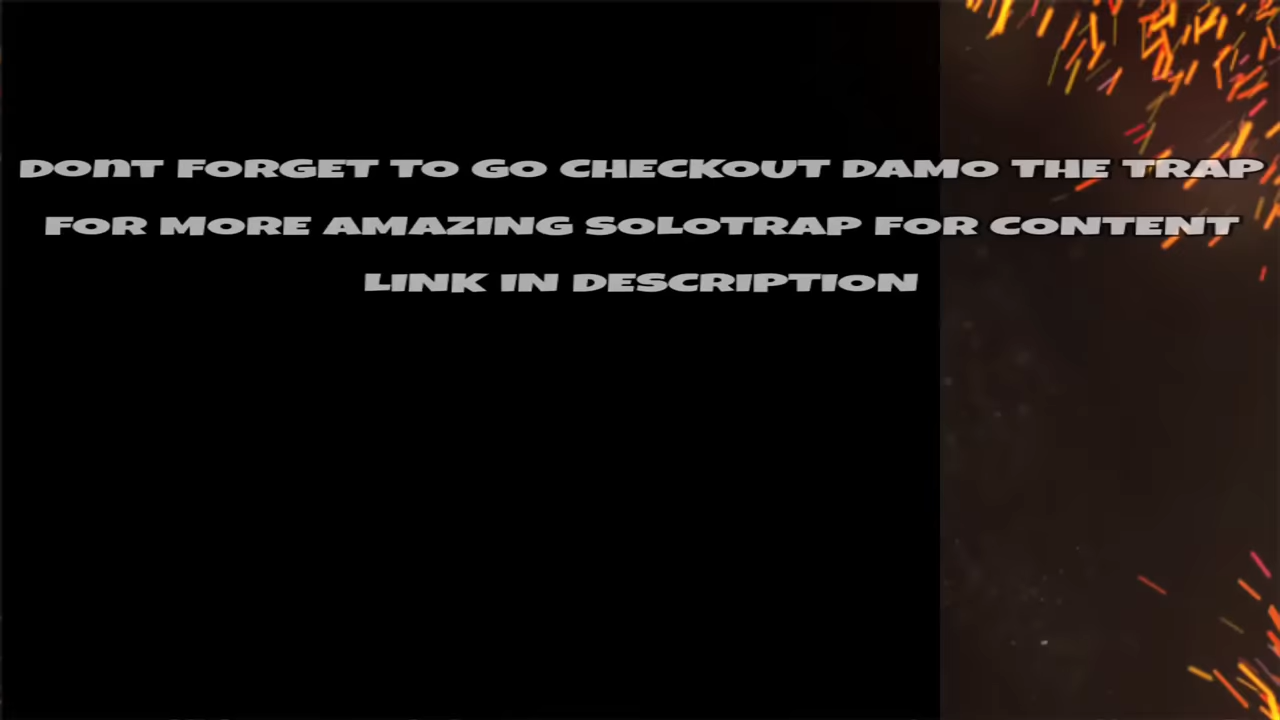 DONT FORGET TO GO CHECKOUT DAMO THE TRAP
FOR MORE AMAZING SOLOTRAP FOR CONTENT
LINK IN DESCRIPTION